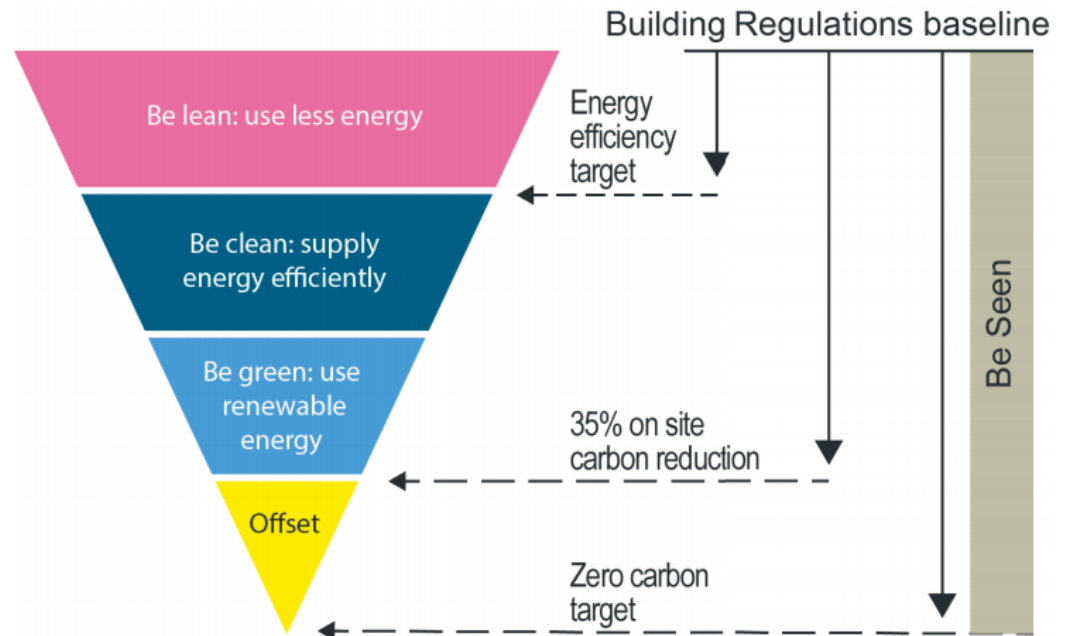 Building Regulations baseline
Be lean: use less energy
Energy
efficiency
target
Be clean: supply
energy efficiently
Be Seen
Be green: use
renewable
energy
35% on site
carbon reduction
Offset
Zero carbon
target